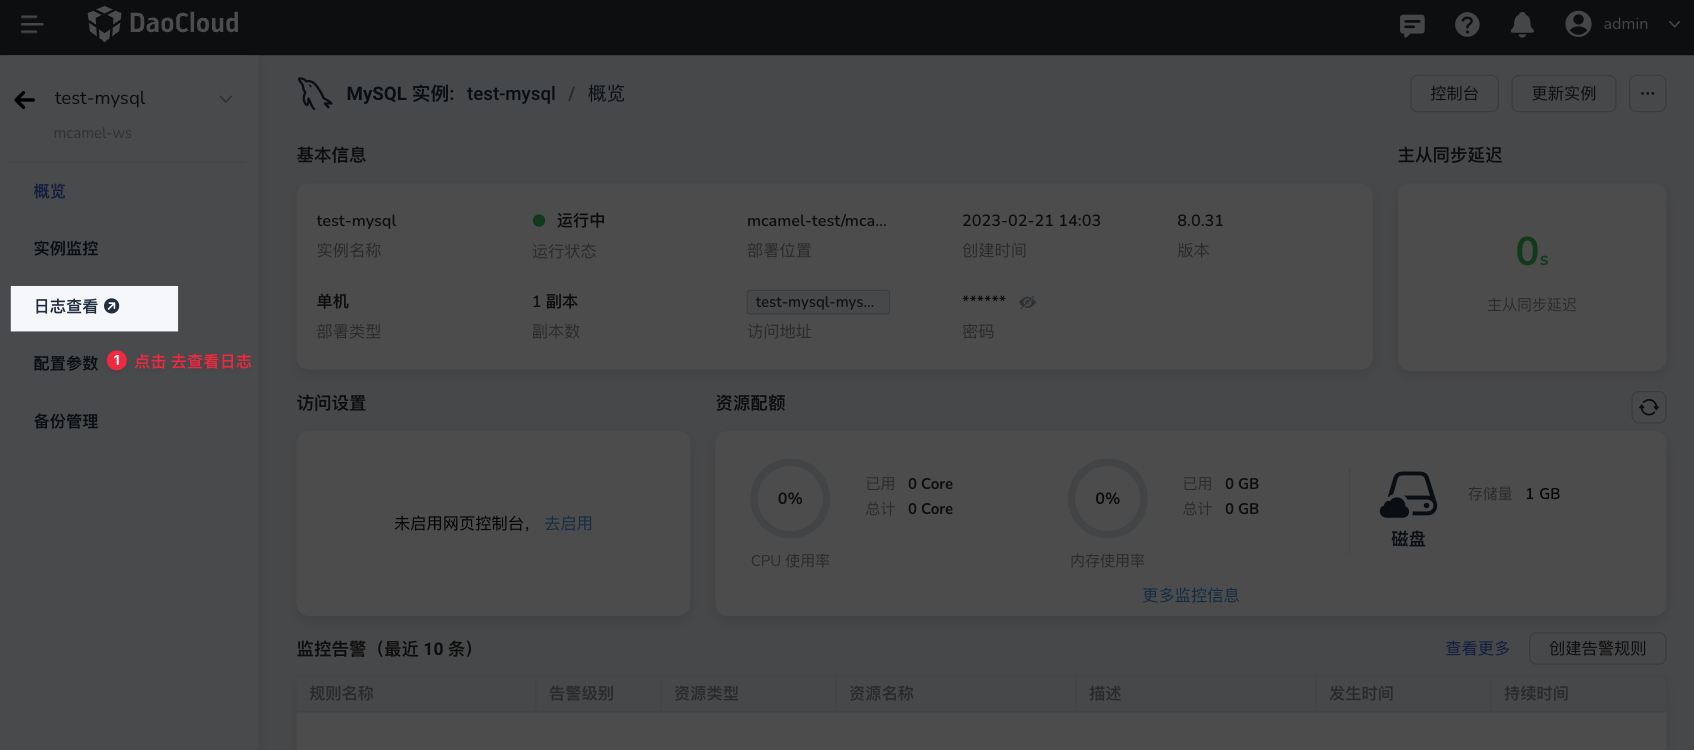 DaoCloud
admin
test-mysql
mcamel-ws
概览
实例监控
日志查看
配置参数
1 点击 去查看日志
备份管理
MySQL 实例: test-mysql / 概览
控制台
更新实例
...
基本信息
test-mysql
实例名称
运行中
运行状态
mcamel-test/mca...
部署位置
2023-02-21 14:03
创建时间
8.0.31
版本
单机
部署类型
1 副本
副本数
test-mysql-mys...
访问地址
******
密码
主从同步延迟
0s
主从同步延迟
访问设置
未启用网页控制台， 去启用
资源配额
0%
已用 0 Core
总计 0 Core
CPU 使用率
0%
已用 0 GB
总计 0 GB
内存使用率
磁盘
存储量 1 GB
更多监控信息
监控告警（最近 10 条）
查看更多
创建告警规则
规则名称 告警级别 资源类型 资源名称 描述 发生时间 持续时间